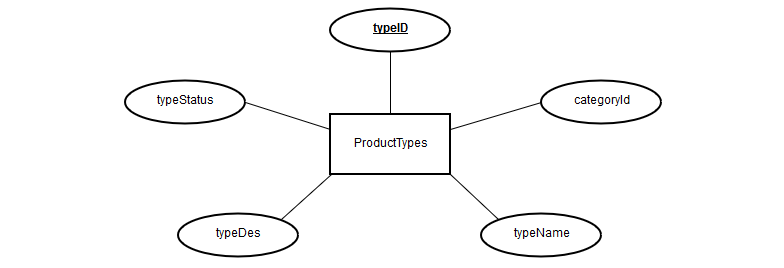 typeID
typeStatus
categoryId
ProductTypes
typeDes
typeName